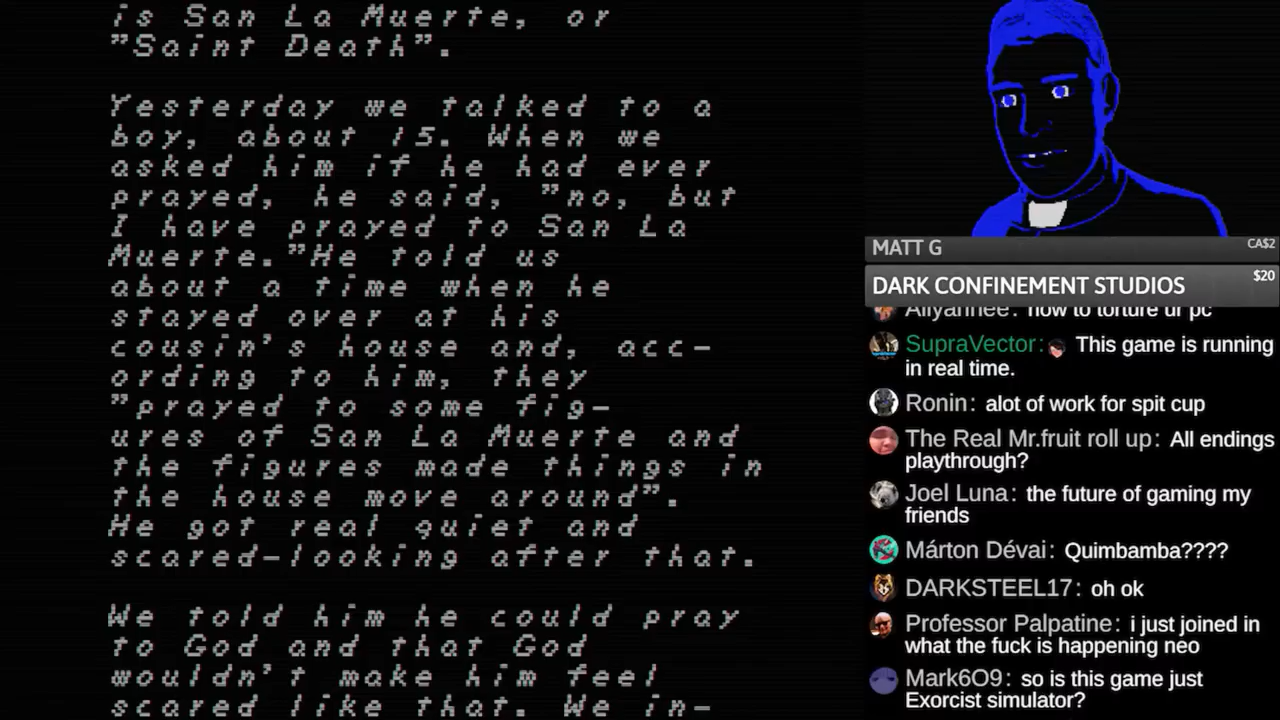 is San La Muerte, or
"Saint Death".
Yesterday we talked to a
boy, about 15. When we
asked him if he had ever
prayed, he said, "no, but
I have prayed to San La
Muerte."He told us
about a time when he
stayed over at his
cousin's house and, acc-
ording to him, they
"prayed to some fig-
ures of San La Muerte and
the figures made things in
the house move around".
He got real quiet and
scared-looking after that.
We told him he could pray
to God and that God
wouldn't make him feel
scared like that. We in-
MATT G CA$2
DARK CONFINEMENT STUDIOS $20
Allyannee: how to torture ur pc
SupraVector: This game is running
in real time.
Ronin: alot of work for spit cup
The Real Mr.fruit roll up: All endings
playthrough?
Joel Luna: the future of gaming my
friends
Márton Dévai: Quimbamba????
DARKSTEEL17: oh ok
Professor Palpatine: i just joined in
what the fuck is happening neo
Mark6O9: so is this game just
Exorcist simulator?